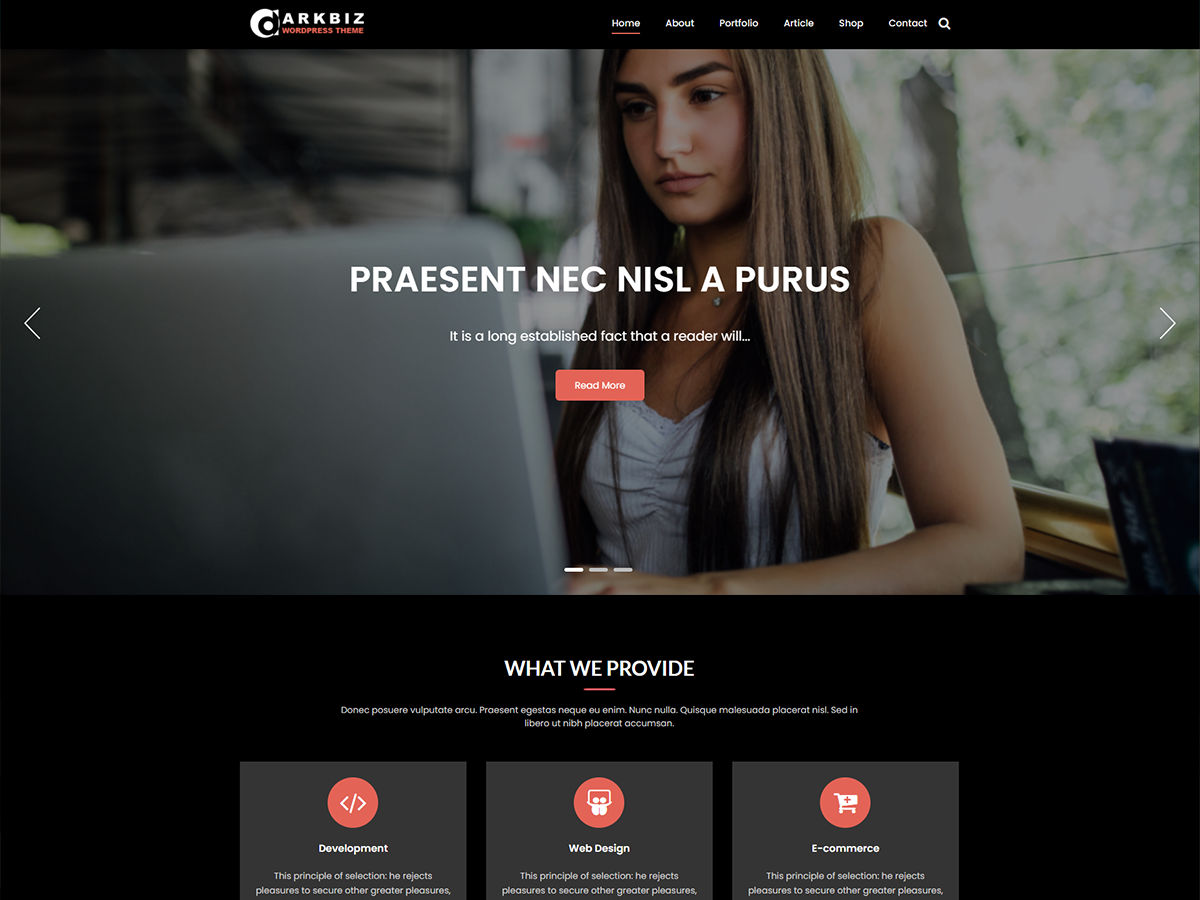 ARKBIZ
WORDPRESS THEME
Home About Portfolio Article Shop Contact
PRAESENT NEC NISL A PURUS
It is a long established fact that a reader will...
Read More
WHAT WE PROVIDE
Donec posuere vulputate arcu. Praesent egestas neque eu enim. Nunc nulla. Quisque malesuada placerat nisl. Sed in
libero ut nibh placerat accumsan.
Development
This principle of selection: he rejects
pleasures to secure other greater pleasures,
Web Design
This principle of selection: he rejects
pleasures to secure other greater pleasures,
E-commerce
This principle of selection: he rejects
pleasures to secure other greater pleasures,